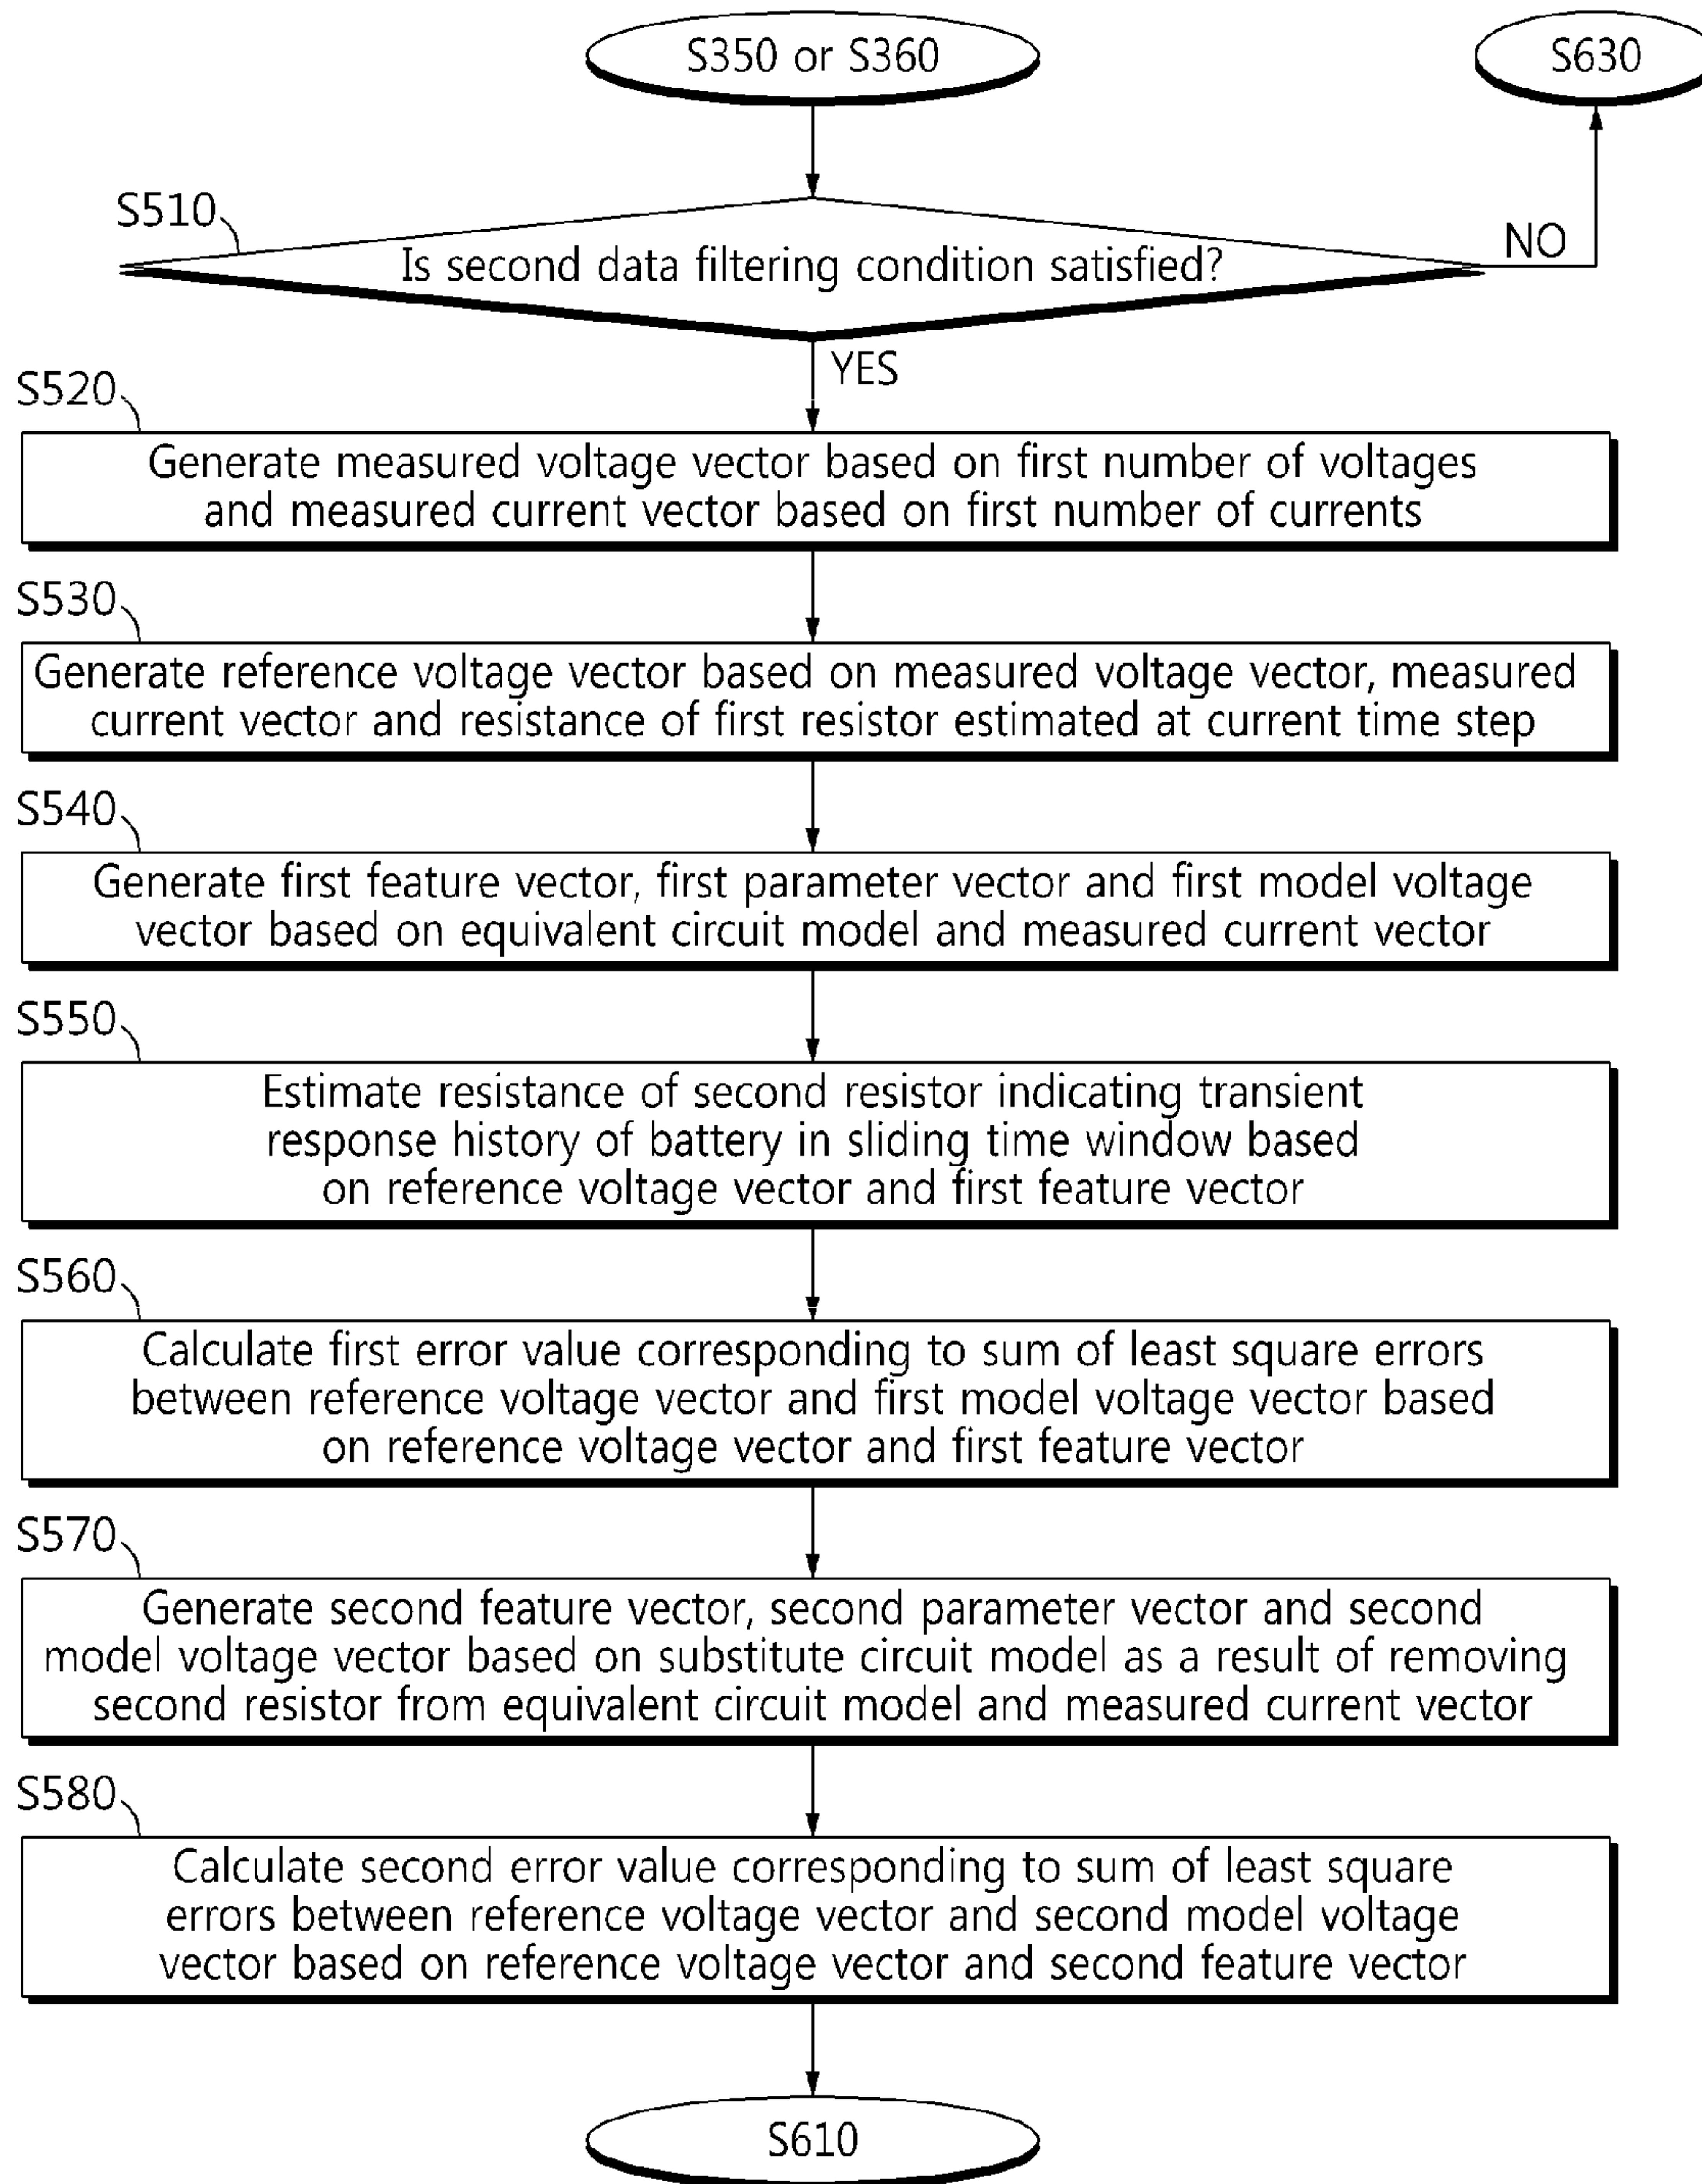 S350 or S360
S630
S510
Is second data filtering condition satisfied?
NO
YES
S520
Generate measured voltage vector based on first number of voltages
and measured current vector based on first number of currents
S530
Generate reference voltage vector based on measured voltage vector, measured
current vector and resistance of first resistor estimated at current time step
S540
Generate first feature vector, first parameter vector and first model voltage
vector based on equivalent circuit model and measured current vector
S550
Estimate resistance of second resistor indicating transient
response history of battery in sliding time window based
on reference voltage vector and first feature vector
S560
Calculate first error value corresponding to sum of least square errors
between reference voltage vector and first model voltage vector based
on reference voltage vector and first feature vector
S570
Generate second feature vector, second parameter vector and second
model voltage vector based on substitute circuit model as a result of removing
second resistor from equivalent circuit model and measured current vector
S580
Calculate second error value corresponding to sum of least square
errors between reference voltage vector and second model voltage
vector based on reference voltage vector and second feature vector
S610